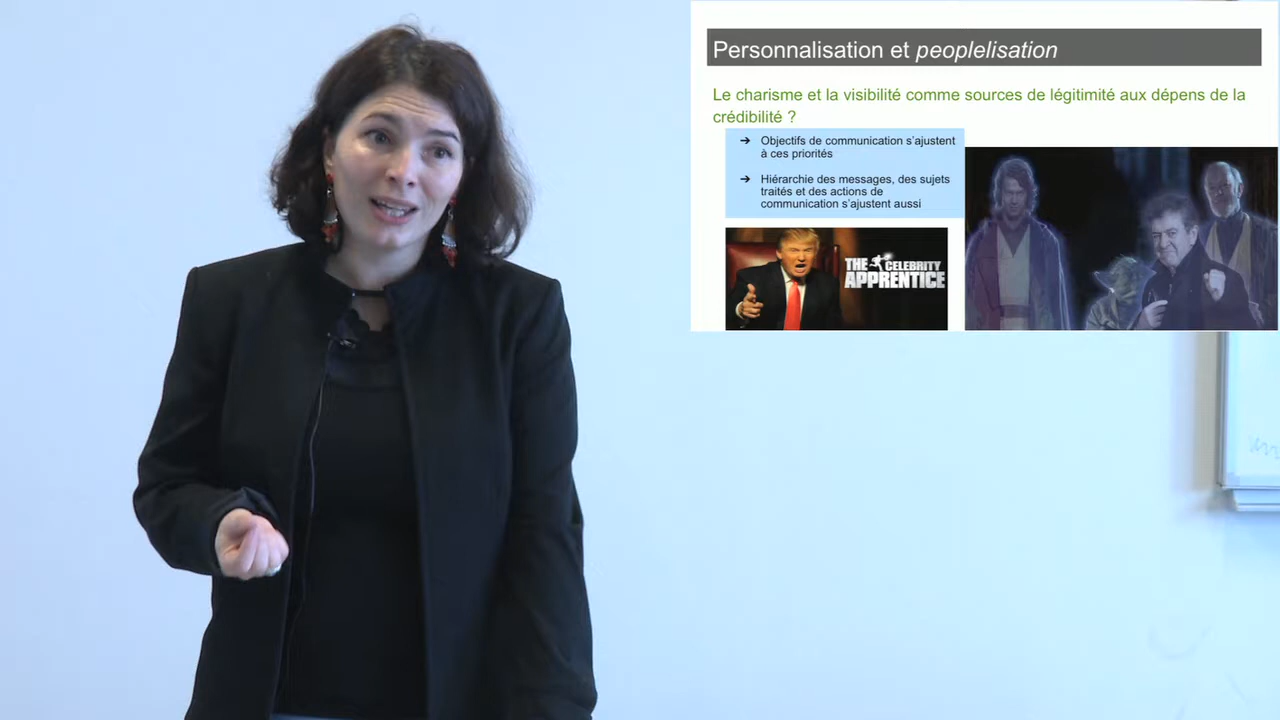 Personnalisation et peoplelisation
Le charisme et la visibilité comme sources de légitimité aux dépens de la
crédibilité ?
➔ Objectifs de communication s’ajustent
à ces priorités
➔ Hiérarchie des messages, des sujets
traités et des actions de
communication s’ajustent aussi
THE CELEBRITY
APPRENTICE